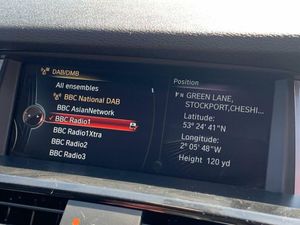 DAB/DMB
All ensembles
BBC National DAB
BBC AsianNetwork
BBC Radio1
BBC Radio1Xtra
BBC Radio2
BBC Radio3
Position
GREEN LANE,
STOCKPORT,CHESHI...
Latitude:
53° 24' 41"N
Longitude:
2° 05' 48"W
Height 120 yd